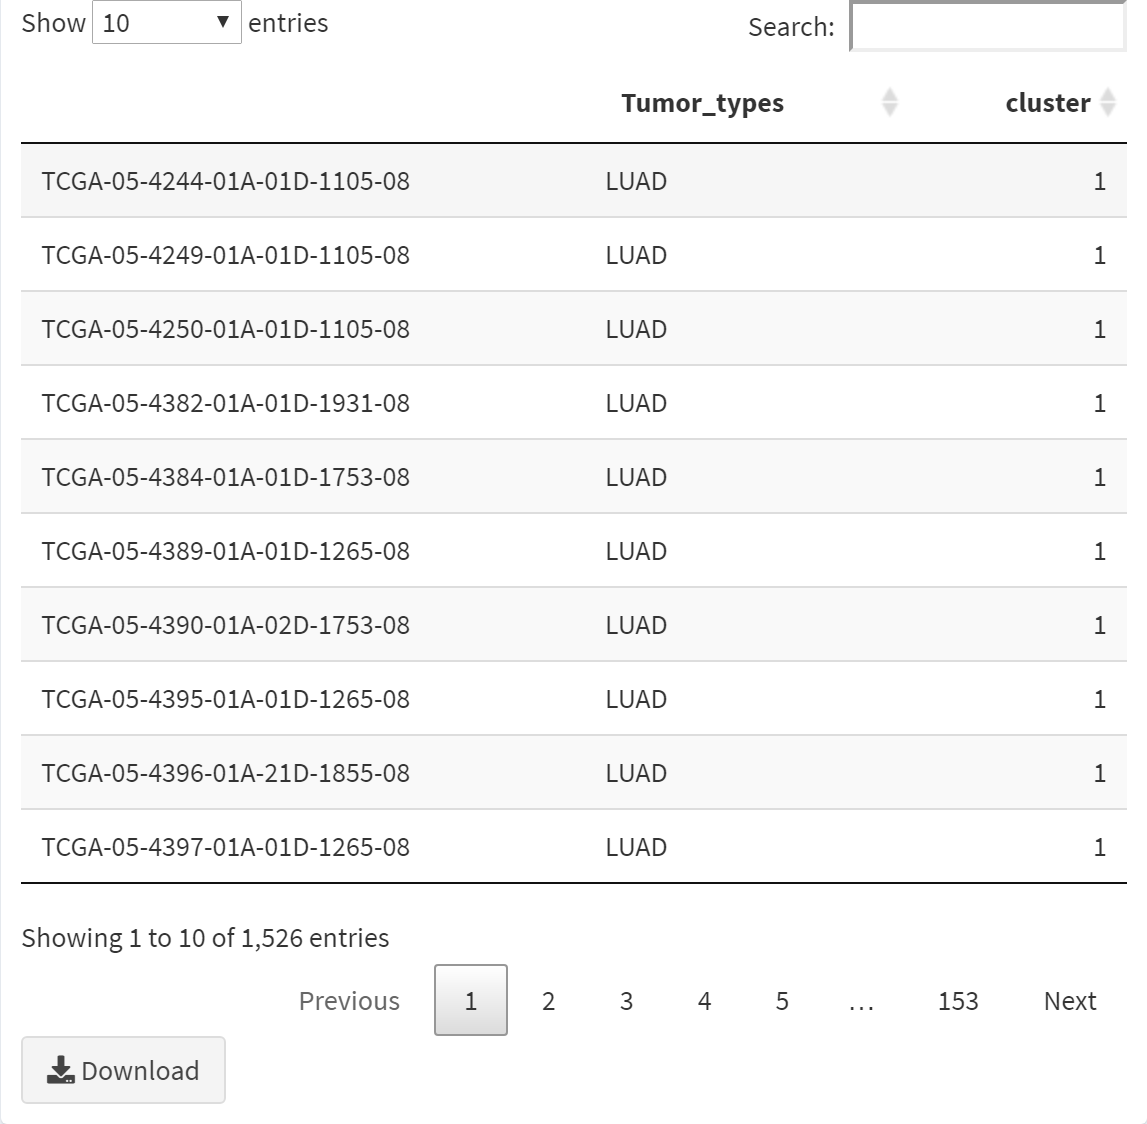 Show 10 entries Search:
Tumor_types cluster
TCGA-05-4244-01A-01D-1105-08 LUAD 1
TCGA-05-4249-01A-01D-1105-08 LUAD 1
TCGA-05-4250-01A-01D-1105-08 LUAD 1
TCGA-05-4382-01A-01D-1931-08 LUAD 1
TCGA-05-4384-01A-01D-1753-08 LUAD 1
TCGA-05-4389-01A-01D-1265-08 LUAD 1
TCGA-05-4390-01A-02D-1753-08 LUAD 1
TCGA-05-4395-01A-01D-1265-08 LUAD 1
TCGA-05-4396-01A-21D-1855-08 LUAD 1
TCGA-05-4397-01A-01D-1265-08 LUAD 1
Showing 1 to 10 of 1,526 entries
Previous 1 2 3 4 5 … 153 Next
Download